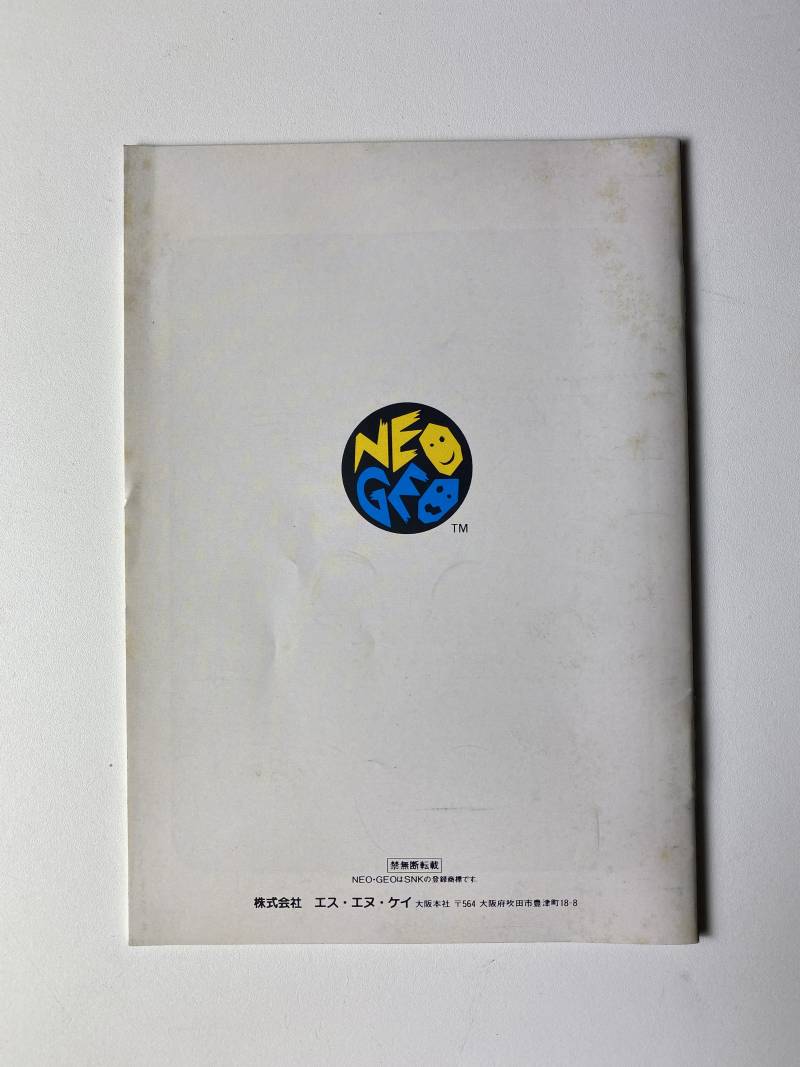 NEO
GEO
TM
禁無断転載
NEO・GEOはSNKの登録商標です.
株式会社 エス・エヌ・ケイ 大阪本社 〒564 大阪府吹田市豊津町18-8